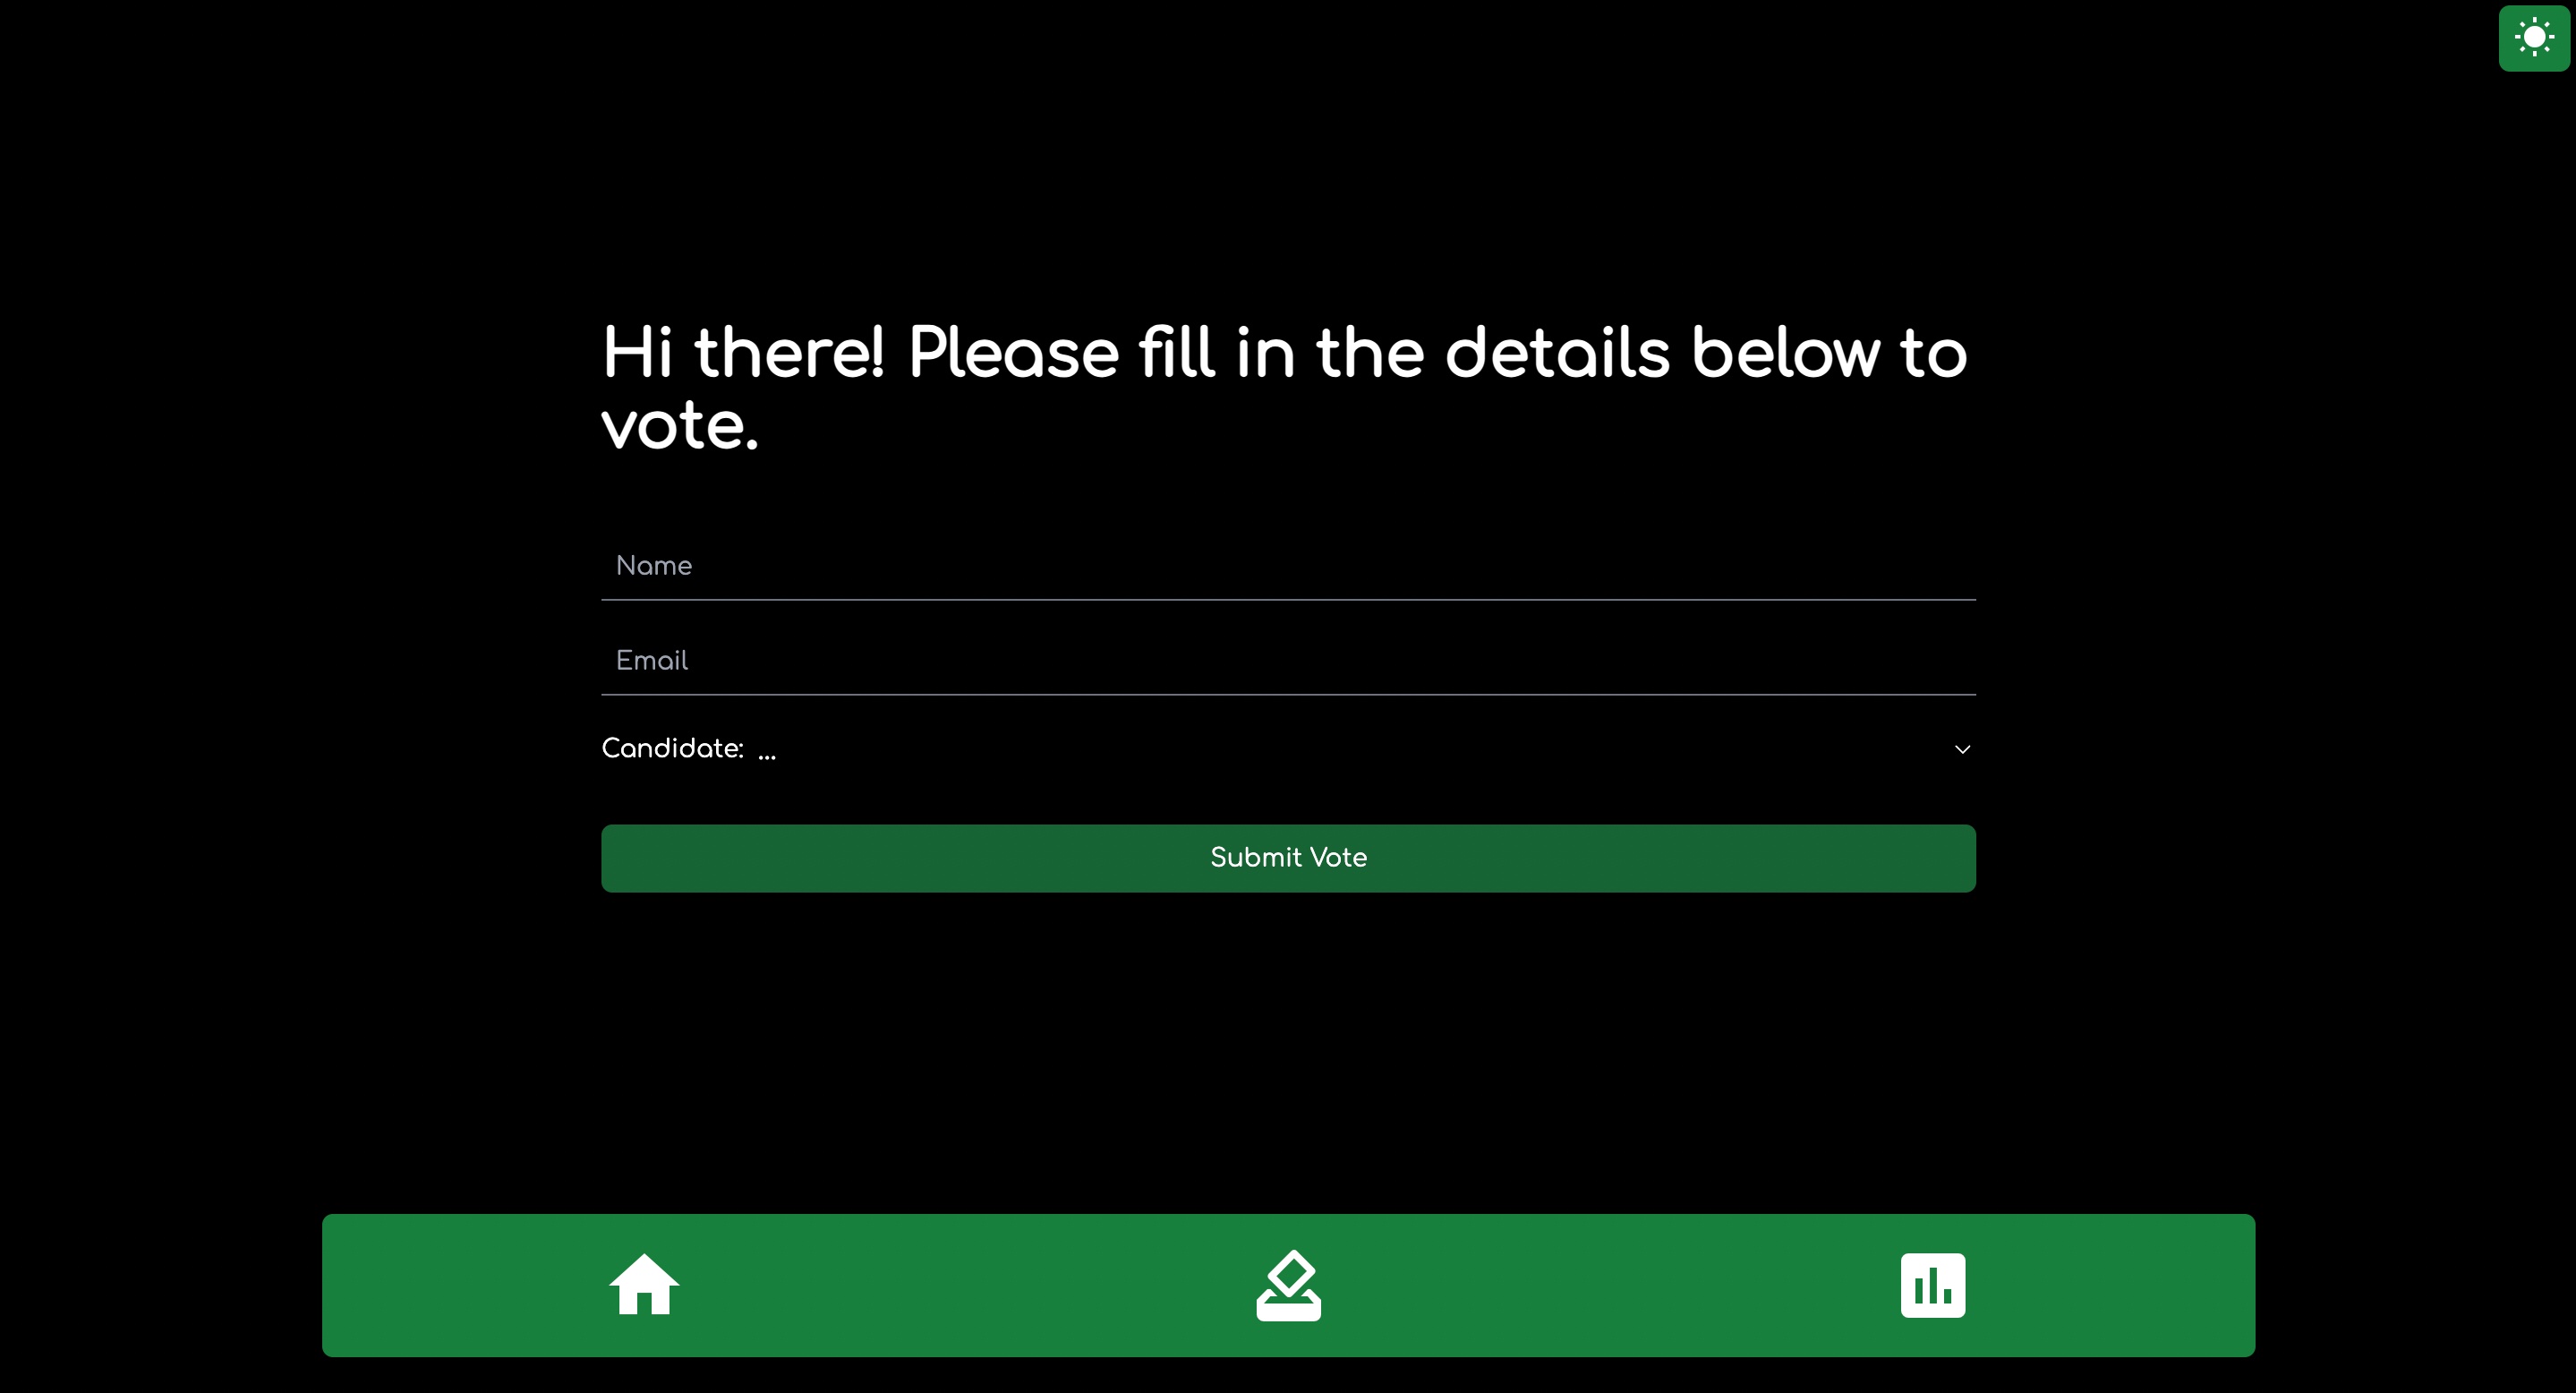 Hi there! Please fill in the details below to
vote.
Name
Email
Candidate: ...
Submit Vote